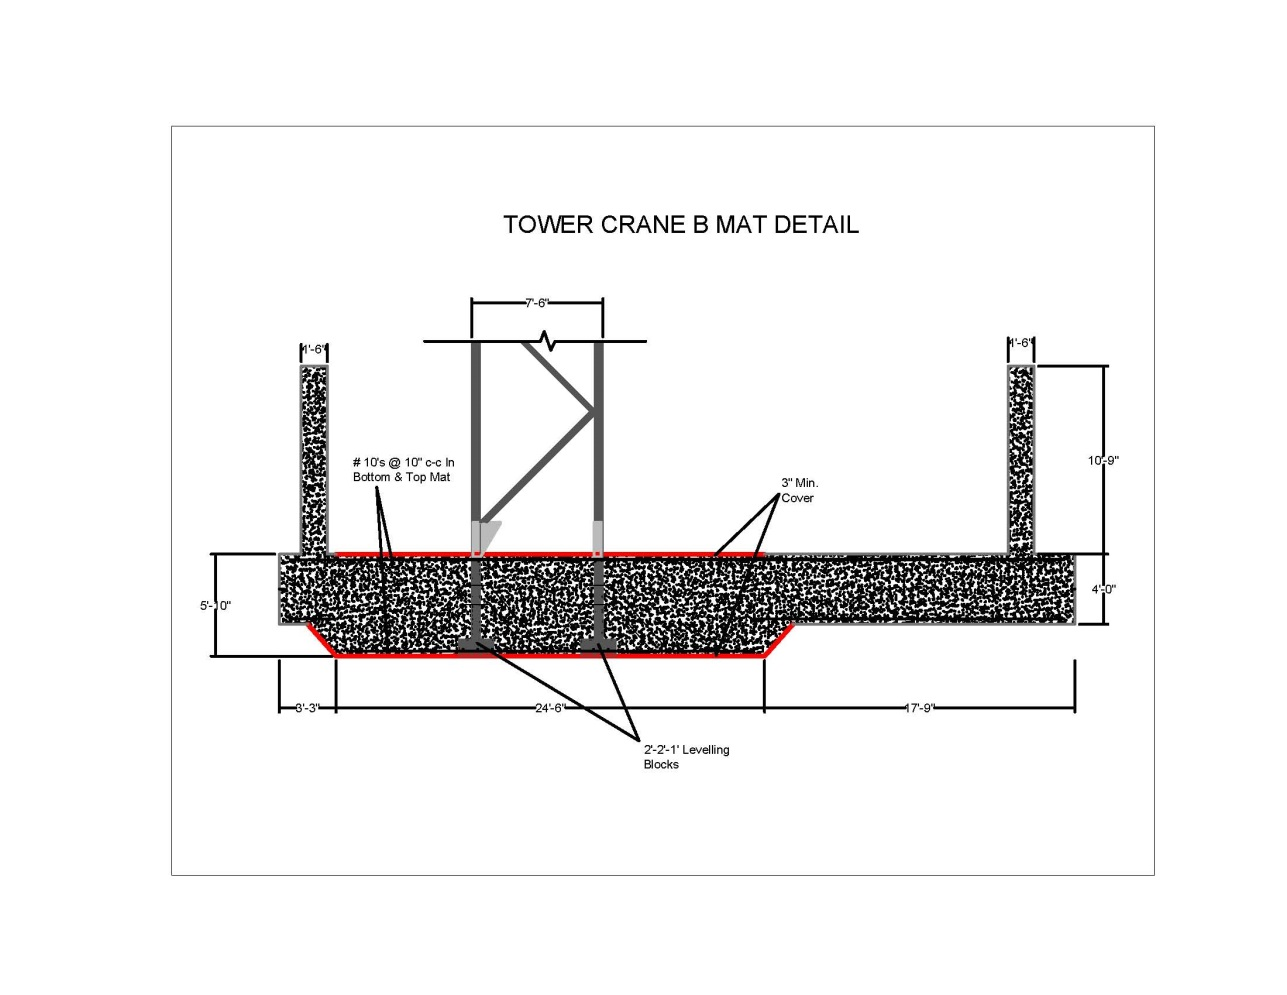 TOWER CRANE B MAT DETAIL
7'-6"
1'-6"
1'-6"
# 10's @ 10" c-c In
Bottom & Top Mat
10'-9"
3" Min.
Cover
5'-10"
4'-0"
3'-3"
24'-6"
17'-9"
2'-2'-1' Levelling
Blocks